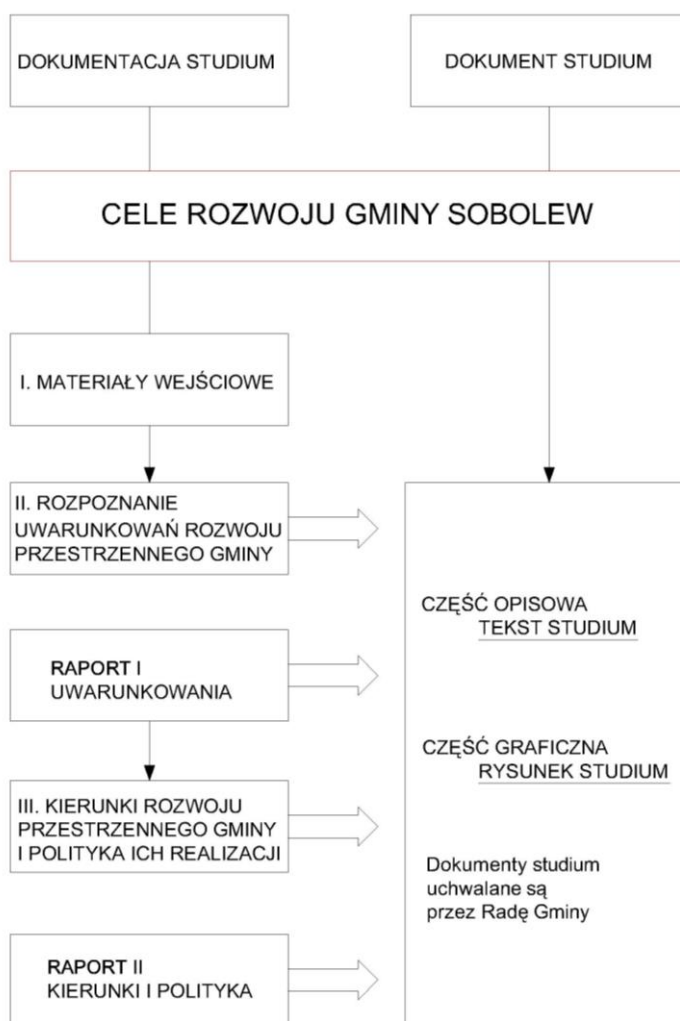 DOKUMENTACJA STUDIUM
DOKUMENT STUDIUM
CELE ROZWOJU GMINY SOBOLEW
I. MATERIAŁY WEJŚCIOWE
II. ROZPOZNANIE
UWARUNKOWAŃ ROZWOJU
PRZESTRZENNEGO GMINY
RAPORT I
UWARUNKOWANIA
III. KIERUNKI ROZWOJU
PRZESTRZENNEGO GMINY
I POLITYKA ICH REALIZACJI
RAPORT II
KIERUNKI I POLITYKA
CZĘŚĆ OPISOWA
TEKST STUDIUM
CZĘŚĆ GRAFICZNA
RYSUNEK STUDIUM
Dokumenty studium
uchwalane są
przez Radę Gminy